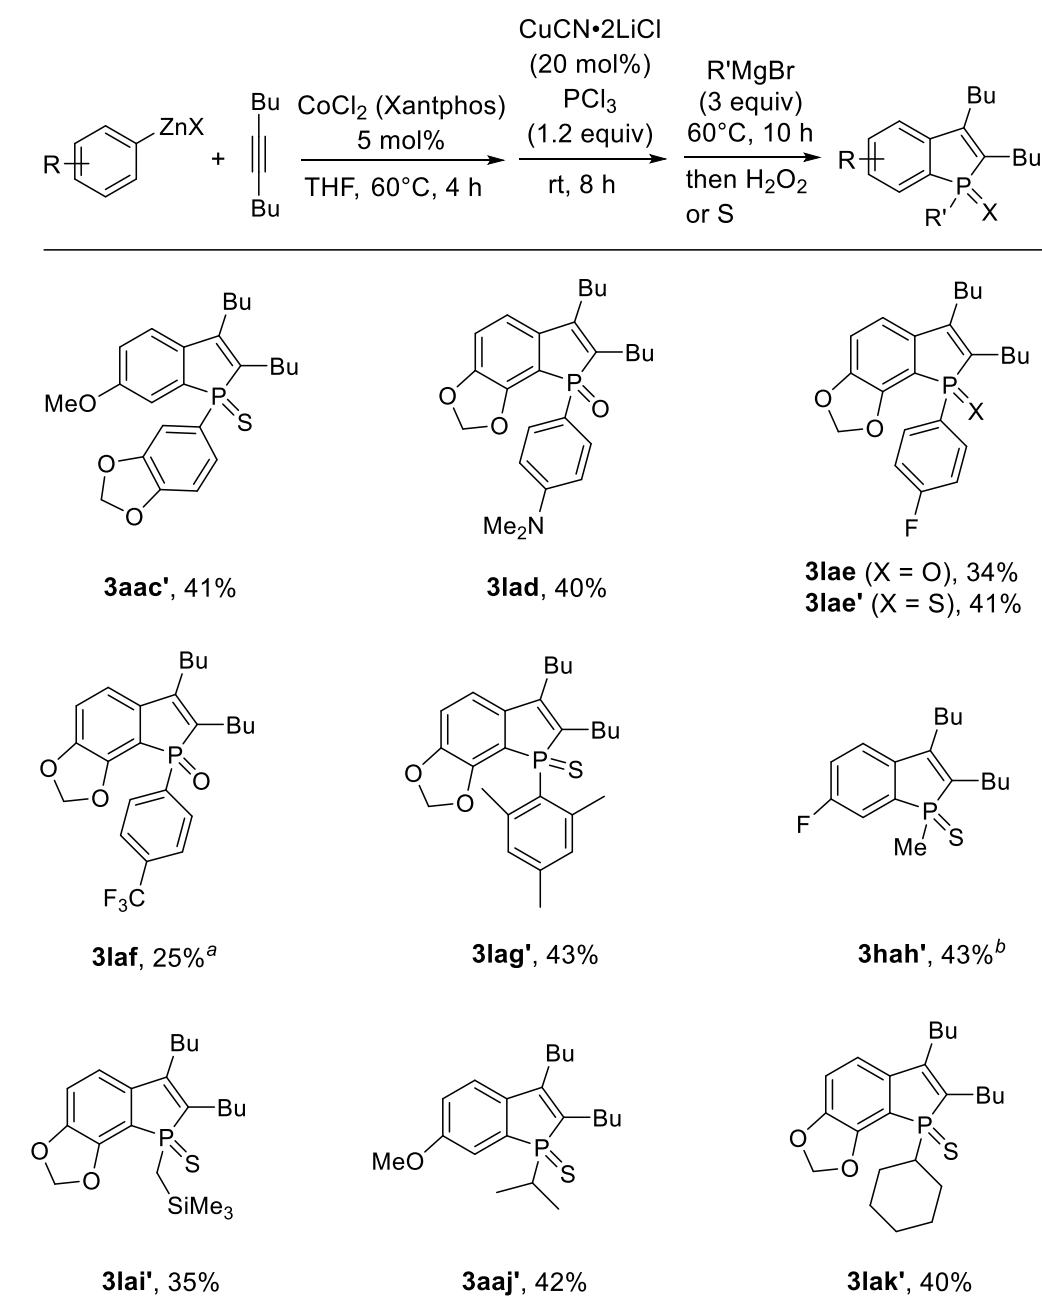 CuCN•2LiCl
(20 mol%)
PCl3
(1.2 equiv)
rt, 8 h
R'MgBr
(3 equiv)
60°C, 10 h
then H2O2
or S
CoCl2 (Xantphos)
5 mol%
THF, 60°C, 4 h
R
ZnX
+
Bu
Bu
R
Bu
Bu
P
R'
X
Bu
Bu
MeO
P
S
O
O
3aac', 41%
Bu
Bu
P
O
O
O
Me2N
3lad, 40%
Bu
Bu
P
X
O
O
F
3lae (X = O), 34%
3lae' (X = S), 41%
Bu
Bu
P
O
O
O
F3C
3laf, 25%a
Bu
Bu
P
S
O
O
3lag', 43%
Bu
Bu
F
P
S
Me
3hah', 43%b
Bu
Bu
P
S
O
O
SiMe3
3lai', 35%
Bu
Bu
MeO
P
S
3aaj', 42%
Bu
Bu
P
S
O
O
3lak', 40%